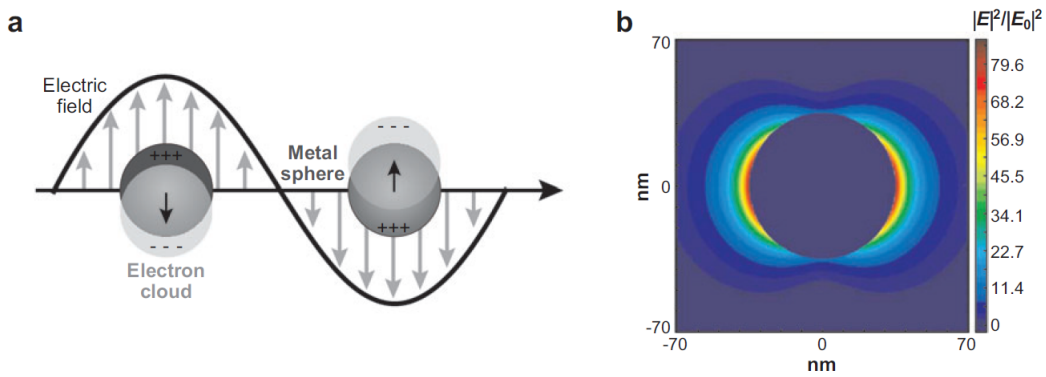 a
Electric
field
+++
- - -
Electron
cloud
Metal
sphere
- - -
+++
b
|E|²/|E₀|²
70
nm
0
-70
-70
0
70
nm
79.6
68.2
56.9
45.5
34.1
22.7
11.4
0